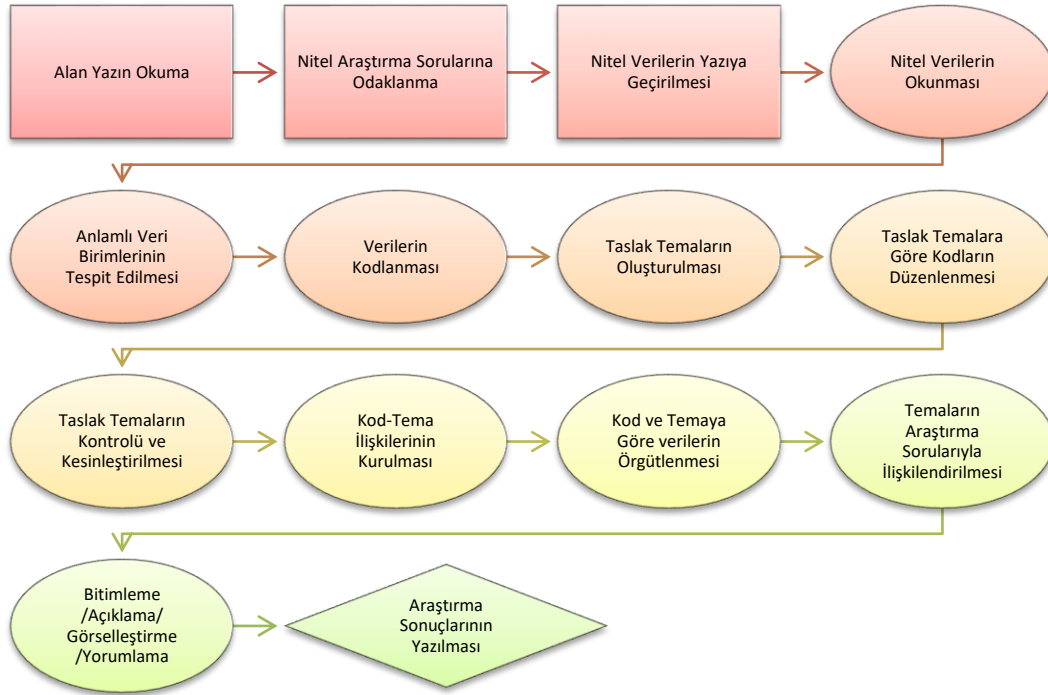 Alan Yazın Okuma
Nitel Araştırma Sorularına
Odaklanma
Nitel Verilerin Yazıya
Geçirilmesi
Nitel Verilerin
Okunması
Anlamlı Veri
Birimlerinin
Tespit Edilmesi
Verilerin
Kodlanması
Taslak Temaların
Oluşturulması
Taslak Temalara
Göre Kodların
Düzenlenmesi
Taslak Temaların
Kontrolü ve
Kesinleştirilmesi
Kod-Tema
İlişkilerinin
Kurulması
Kod ve Temaya
Göre verilerin
Örgütlenmesi
Temaların
Araştırma
Sorularıyla
İlişkilendirilmesi
Bitimleme
/Açıklama/
Görselleştirme
/Yorumlama
Araştırma
Sonuçlarının
Yazılması